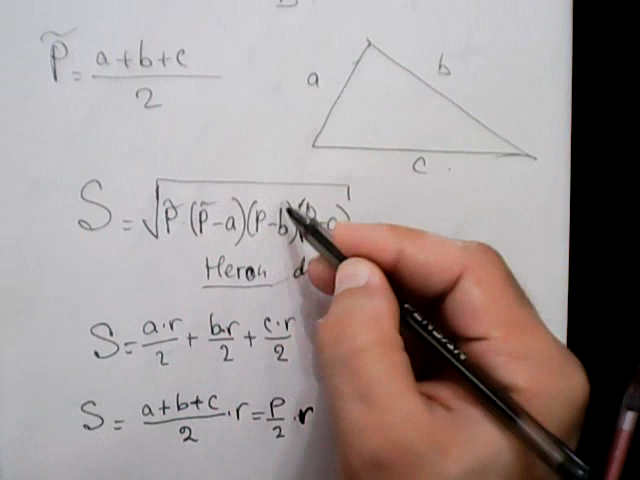 p̃ = (a+b+c)/2
a
b
c
S = √p̃(p̃-a)(p-b)(p-c)
Heron d
S = a·r/2 + b·r/2 + c·r/2
S = (a+b+c)/2 · r = p/2 · r